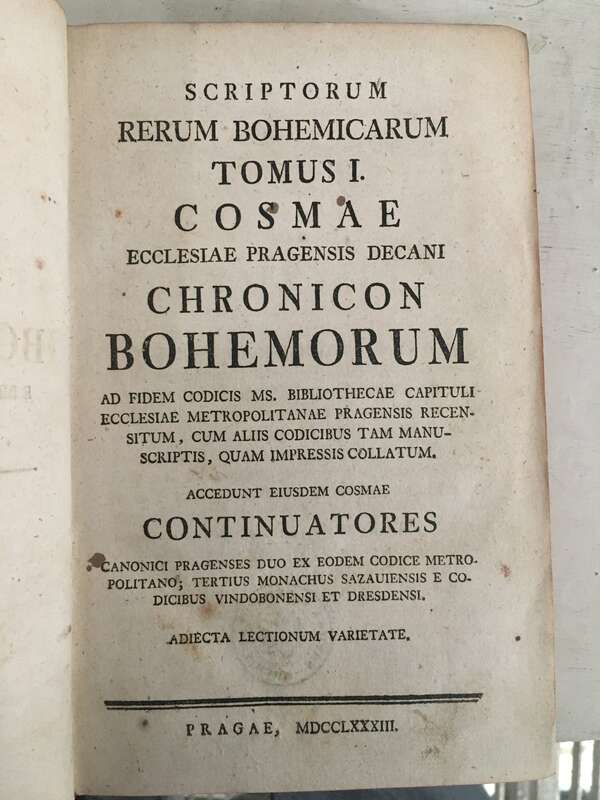 SCRIPTORUM
RERUM BOHEMICARUM
TOMUS I.
COSMAE
ECCLESIAE PRAGENSIS DECANI
CHRONICON
BOHEMORUM
AD FIDEM CODICIS MS. BIBLIOTHECAE CAPITULI
ECCLESIAE METROPOLITANAE PRAGENSIS RECEN-
SITUM, CUM ALIIS CODICIBUS TAM MANU-
SCRIPTIS, QUAM IMPRESSIS COLLATUM.
ACCEDUNT EIUSDEM COSMAE
CONTINUATORES
CANONICI PRAGENSES DUO EX EODEM CODICE METRO-
POLITANO; TERTIUS MONACHUS SAZAUIENSIS E CO-
DICIBUS VINDOBONENSI ET DRESDENSI.
ADIECTA LECTIONUM VARIETATE.
PRAGAE, MDCCLXXXIII.